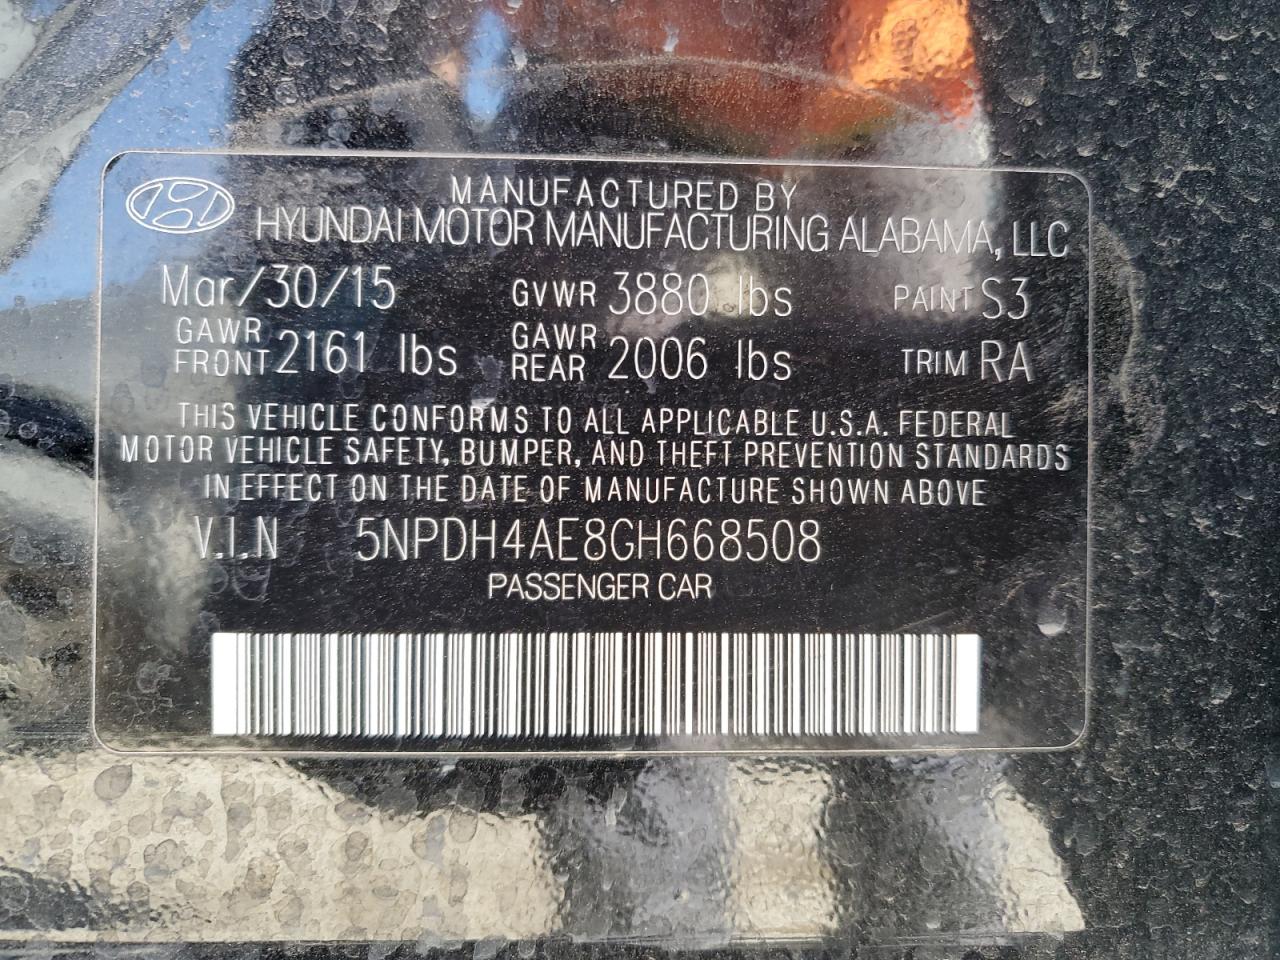 MANUFACTURED BY
HYUNDAI MOTOR MANUFACTURING ALABAMA, LLC
Mar/30/15 GVWR 3880 lbs PAINT S3
GAWR FRONT 2161 lbs GAWR REAR 2006 lbs TRIM RA
THIS VEHICLE CONFORMS TO ALL APPLICABLE U.S.A. FEDERAL
MOTOR VEHICLE SAFETY, BUMPER, AND THEFT PREVENTION STANDARDS
IN EFFECT ON THE DATE OF MANUFACTURE SHOWN ABOVE
V.I.N 5NPDH4AE8GH668508
PASSENGER CAR